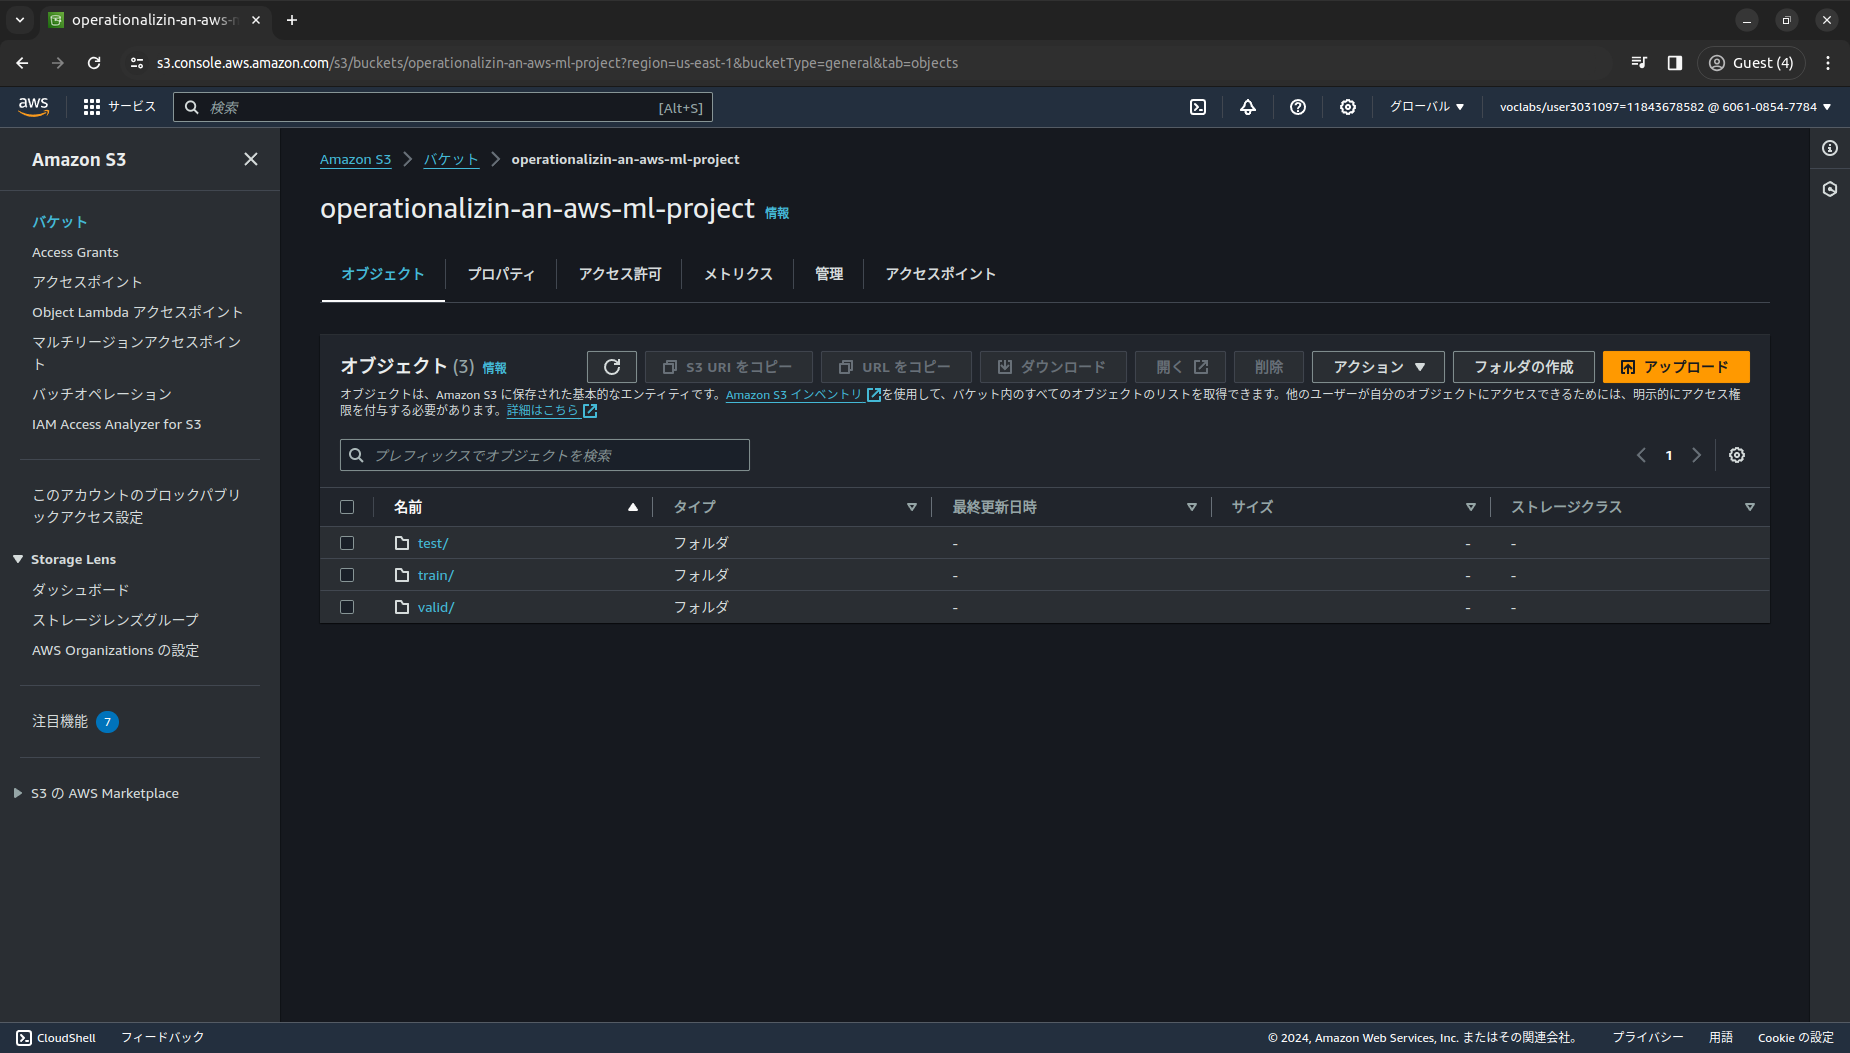 operationalizin-an-aws-m
s3.console.aws.amazon.com/s3/buckets/operationalizin-an-aws-ml-project?region=us-east-1&bucketType=general&tab=objects
Guest (4)
aws
サービス
検索
[Alt+S]
グローバル
voclabs/user3031097=11843678582 @ 6061-0854-7784
Amazon S3
バケット
Access Grants
アクセスポイント
Object Lambda アクセスポイント
マルチリージョンアクセスポイン
ト
バッチオペレーション
IAM Access Analyzer for S3
このアカウントのブロックパブリ
ックアクセス設定
Storage Lens
ダッシュボード
ストレージレンズグループ
AWS Organizations の設定
注目機能 7
S3 の AWS Marketplace
Amazon S3 バケット operationalizin-an-aws-ml-project
operationalizin-an-aws-ml-project 情報
オブジェクト プロパティ アクセス許可 メトリクス 管理 アクセスポイント
オブジェクト (3) 情報
S3 URI をコピー URL をコピー ダウンロード 開く 削除 アクション フォルダの作成 アップロード
オブジェクトは、Amazon S3 に保存された基本的なエンティティです。Amazon S3 インベントリ を使用して、バケット内のすべてのオブジェクトのリストを取得できます。他のユーザーが自分のオブジェクトにアクセスできるためには、明示的にアクセス権
限を付与する必要があります。詳細はこちら
プレフィックスでオブジェクトを検索
1
名前 タイプ 最終更新日時 サイズ ストレージクラス
test/ フォルダ - - -
train/ フォルダ - - -
valid/ フォルダ - - -
CloudShell フィードバック
© 2024, Amazon Web Services, Inc. またはその関連会社。 プライバシー 用語 Cookie の設定